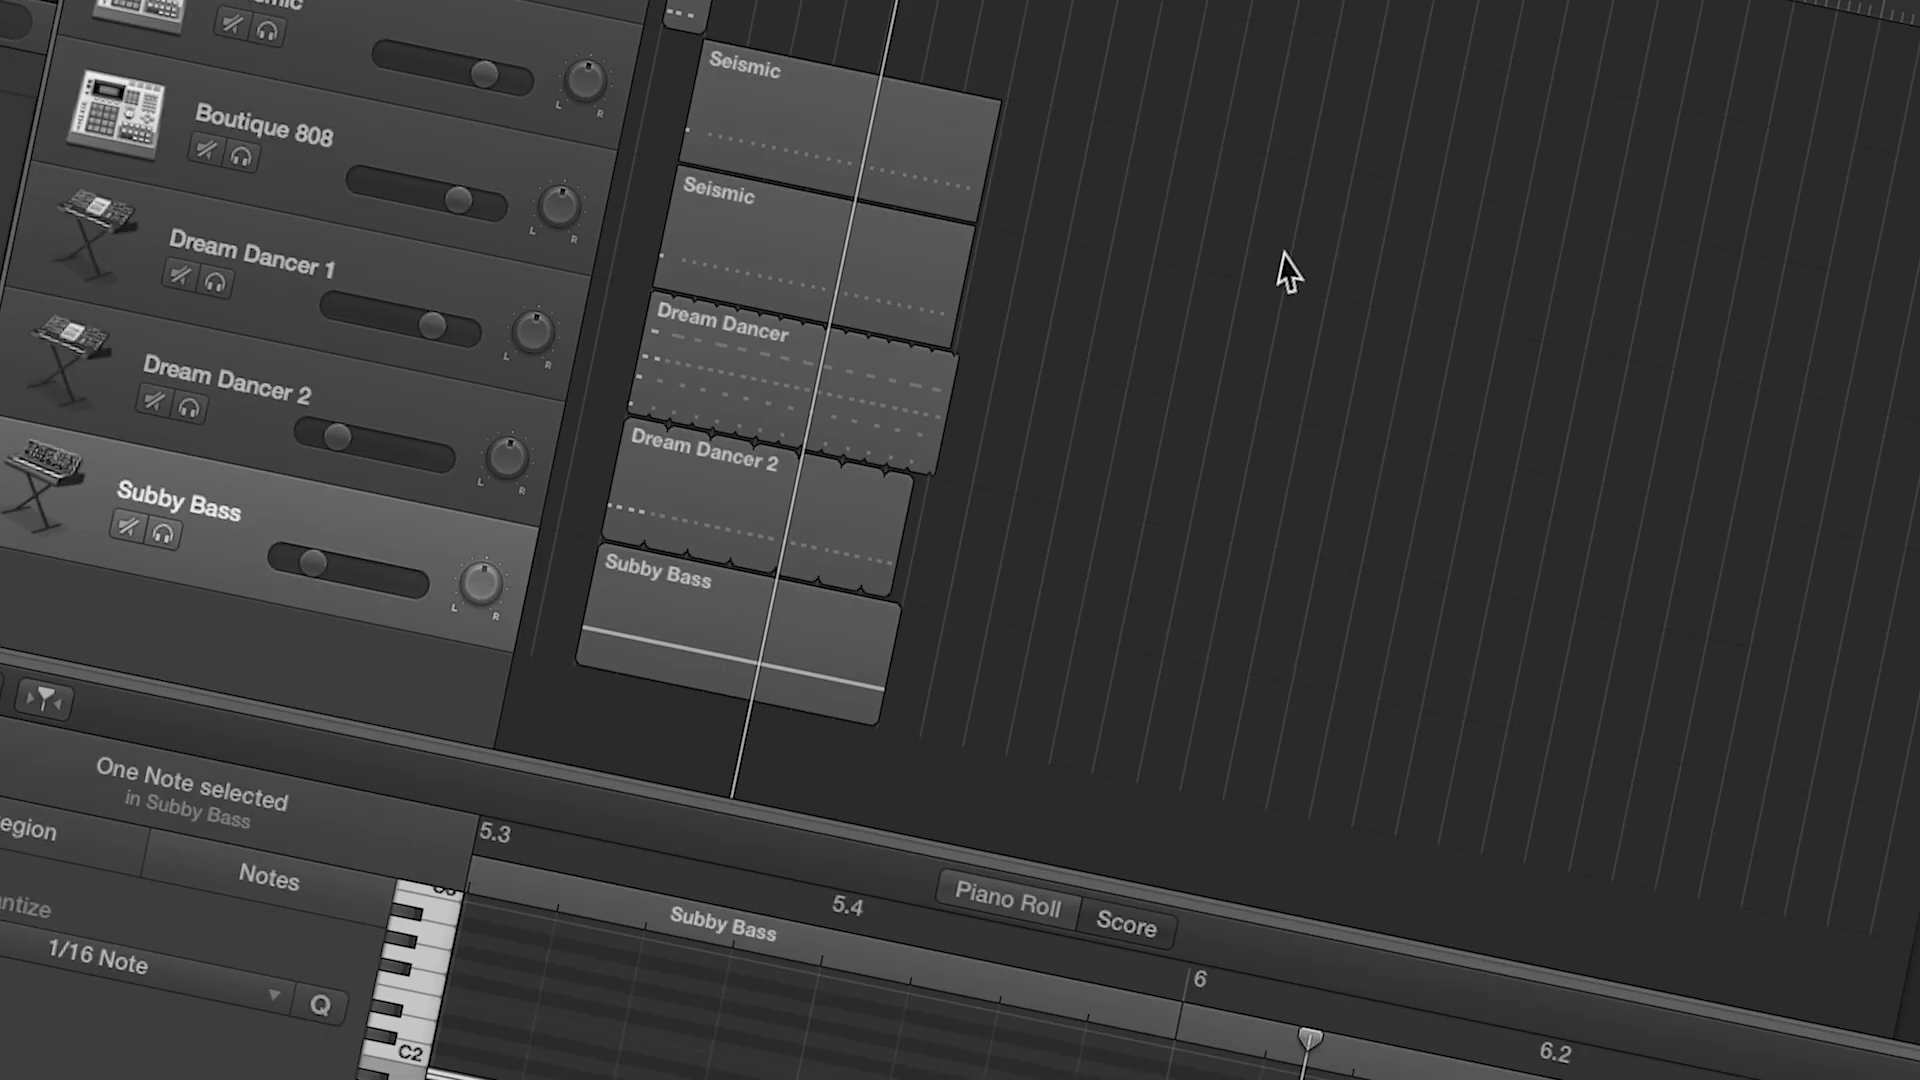 Boutique 808
L R
Dream Dancer 1
L R
Dream Dancer 2
L R
Subby Bass
L R
L R
Seismic
Seismic
Dream Dancer
Dream Dancer 2
Subby Bass
One Note selected
in Subby Bass
Notes
1/16 Note
Q
5.3
5.4
6
6.2
Piano Roll
Score
Subby Bass
C2